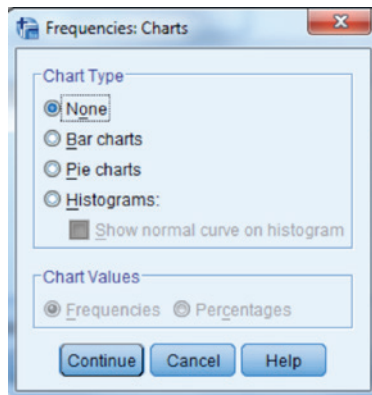 Frequencies: Charts
Chart Type
None
Bar charts
Pie charts
Histograms:
Show normal curve on histogram
Chart Values
Frequencies Percentages
Continue Cancel Help